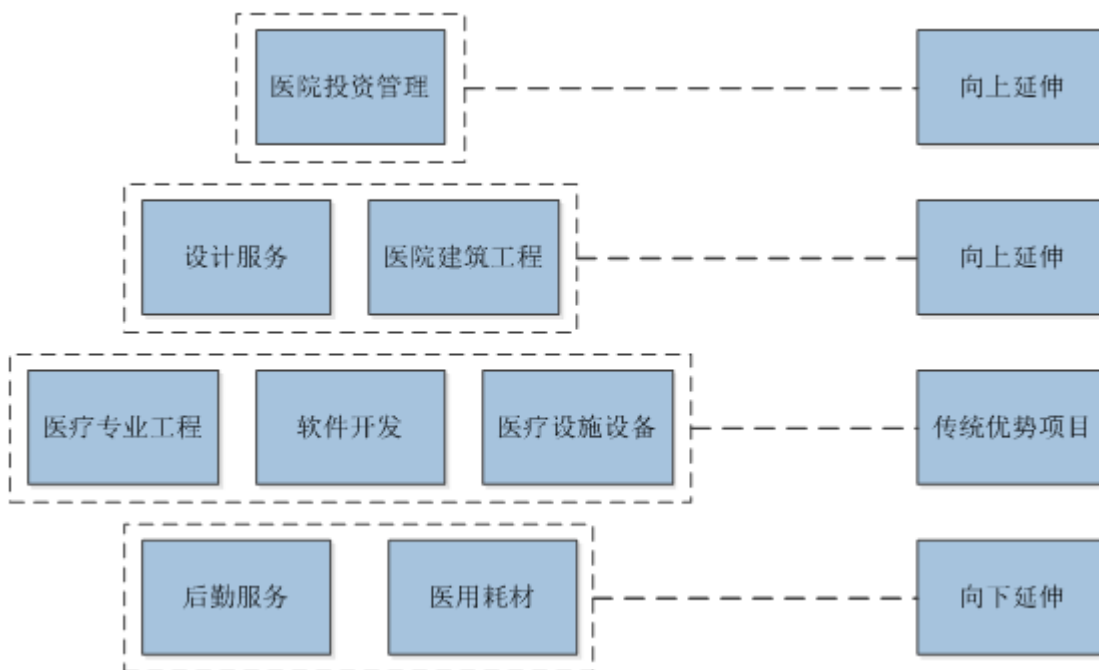 医院投资管理
向上延伸
设计服务
医院建筑工程
向上延伸
医疗专业工程
软件开发
医疗设施设备
传统优势项目
后勤服务
医用耗材
向下延伸